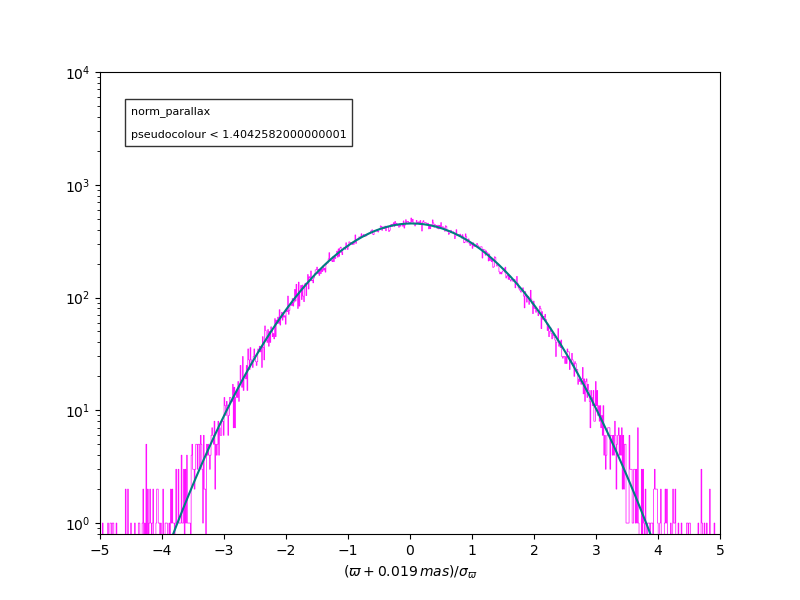 norm_parallax
pseudocolour < 1.4042582000000001
10⁴
10³
10²
10¹
10⁰
−5 −4 −3 −2 −1 0 1 2 3 4 5
(ϖ + 0.019 mas)/σ_ϖ